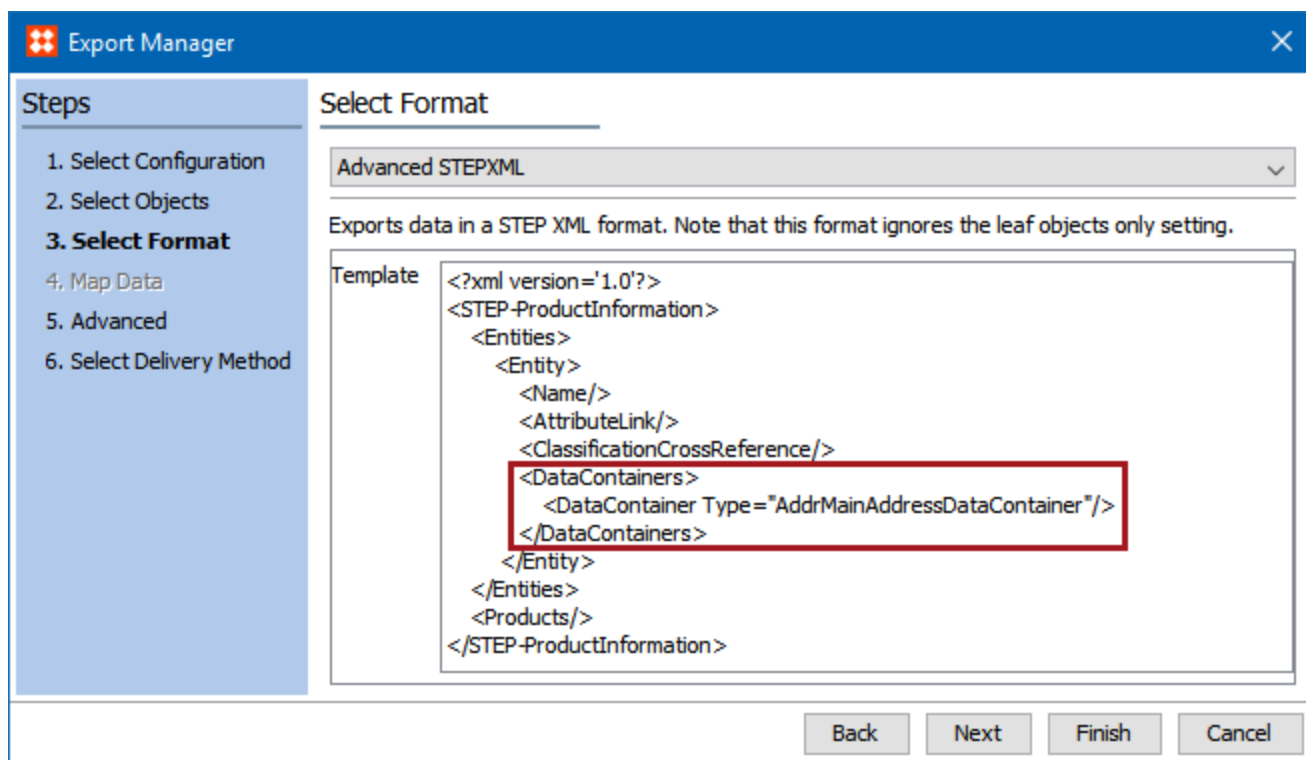 Export Manager
Steps
1. Select Configuration
2. Select Objects
3. Select Format
4. Map Data
5. Advanced
6. Select Delivery Method
Select Format
Advanced STEPXML
Exports data in a STEP XML format. Note that this format ignores the leaf objects only setting.
Template
<?xml version='1.0'?>
<STEP-ProductInformation>
<Entities>
<Entity>
<Name/>
<AttributeLink/>
<ClassificationCrossReference/>
<DataContainers>
<DataContainer Type="AddrMainAddressDataContainer"/>
</DataContainers>
</Entity>
</Entities>
<Products/>
</STEP-ProductInformation>
Back Next Finish Cancel